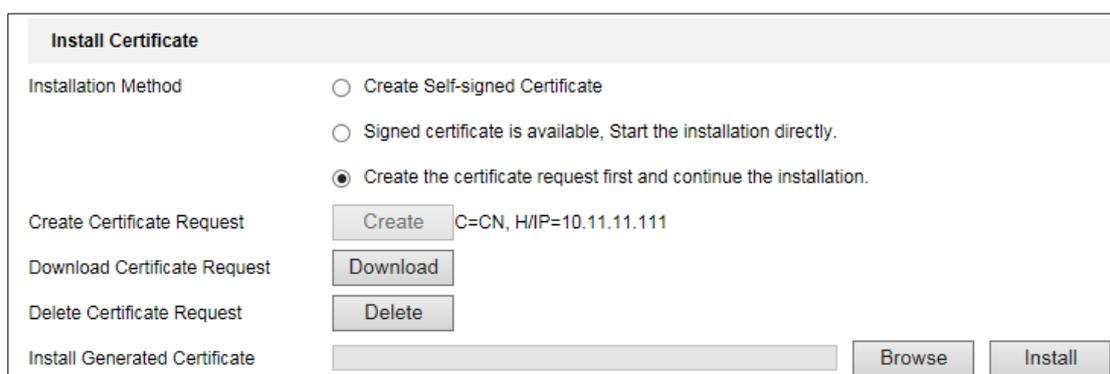 Install Certificate
Installation Method
Create Self-signed Certificate
Signed certificate is available, Start the installation directly.
Create the certificate request first and continue the installation.
Create Certificate Request Create C=CN, H/IP=10.11.11.111
Download Certificate Request Download
Delete Certificate Request Delete
Install Generated Certificate Browse Install